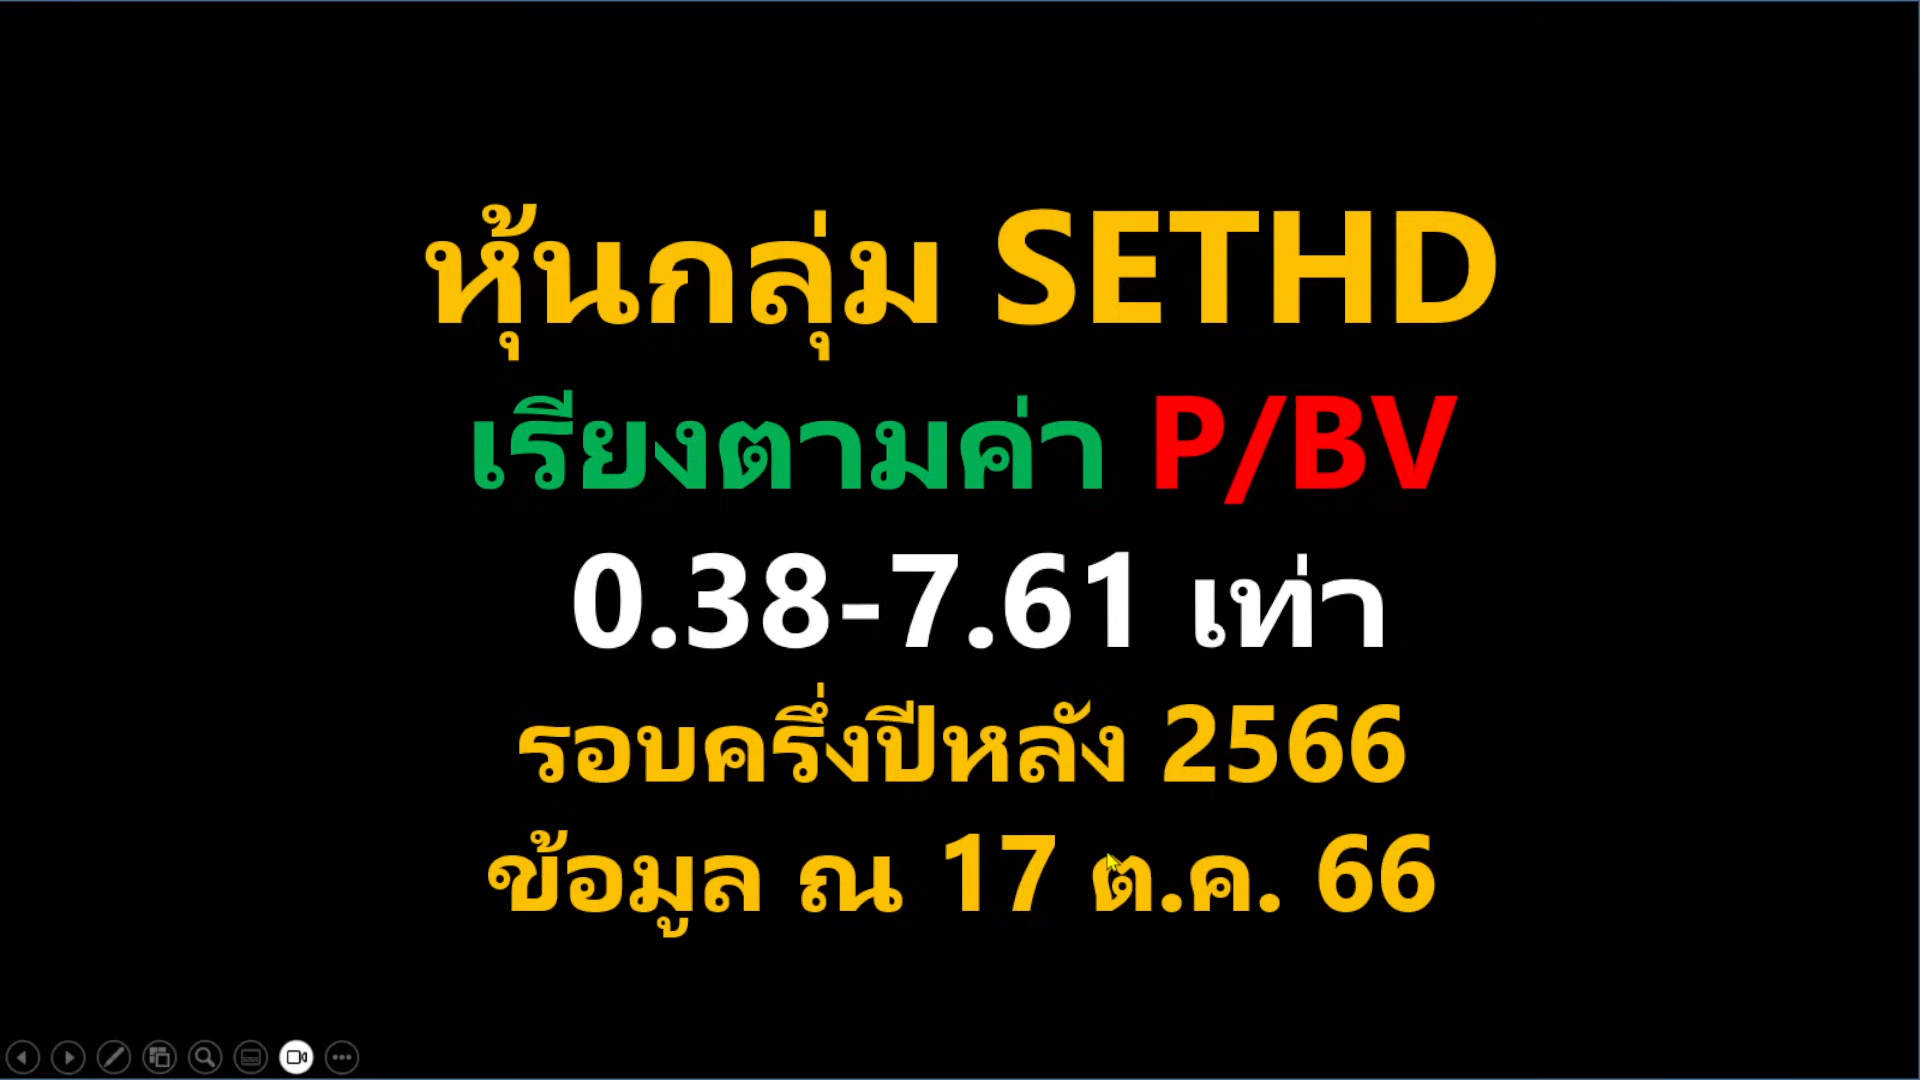 หุ้นกลุ่ม SETHD
เรียงตามค่า P/BV
0.38-7.61 เท่า
รอบครึ่งปีหลัง 2566
ข้อมูล ณ 17 ต.ค. 66